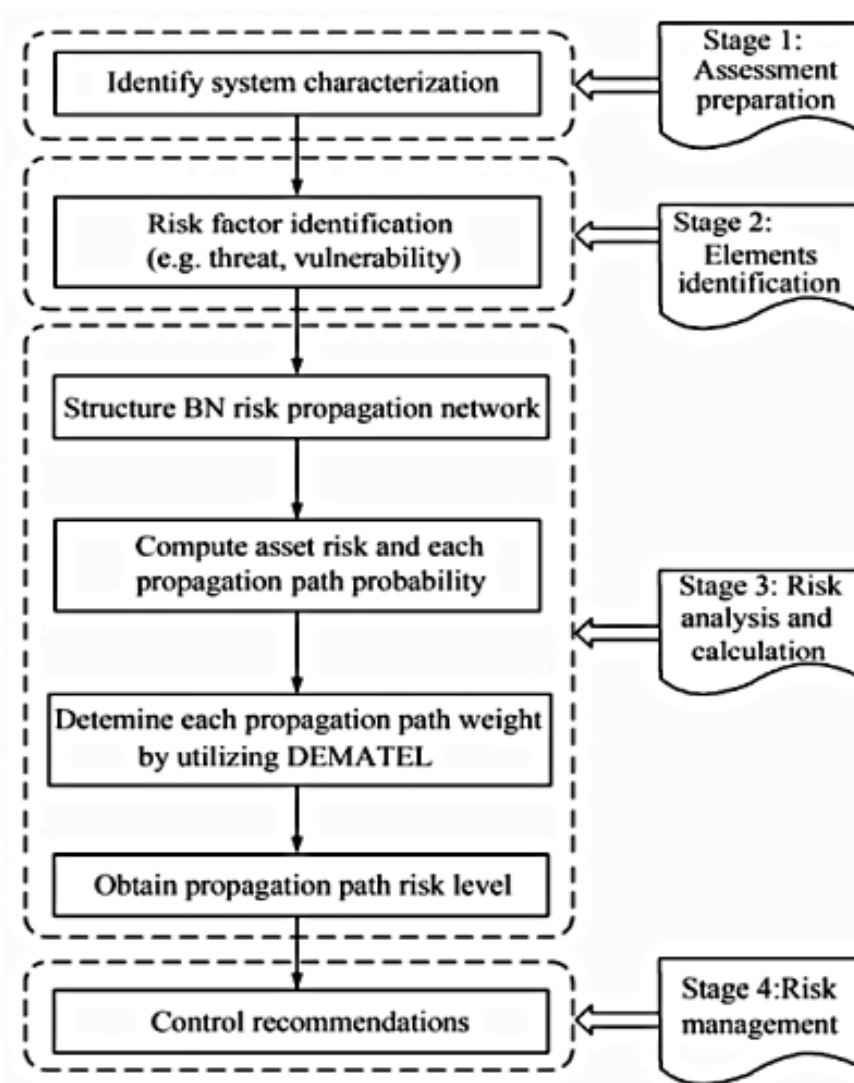 Stage 1:
Assessment
preparation
Identify system characterization
Stage 2:
Elements
identification
Risk factor identification
(e.g. threat, vulnerability)
Structure BN risk propagation network
Compute asset risk and each
propagation path probability
Stage 3: Risk
analysis and
calculation
Detemine each propagation path weight
by utilizing DEMATEL
Obtain propagation path risk level
Stage 4:Risk
management
Control recommendations